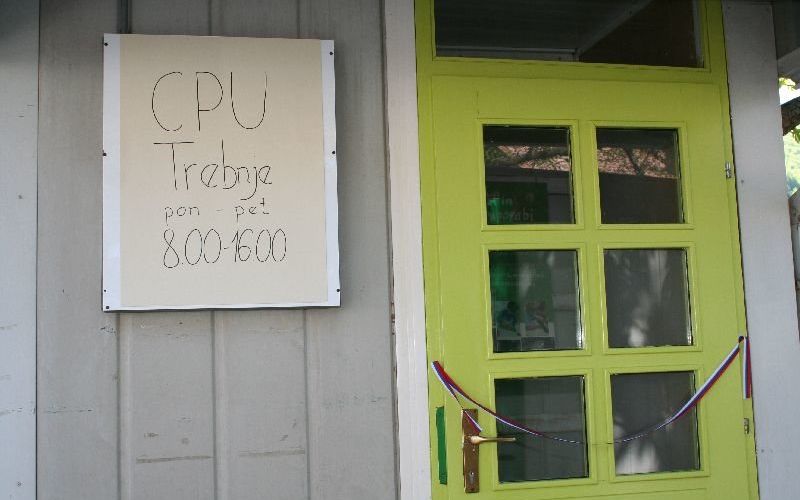 CPU
Trebnje
pon - pet
8.00-16.00